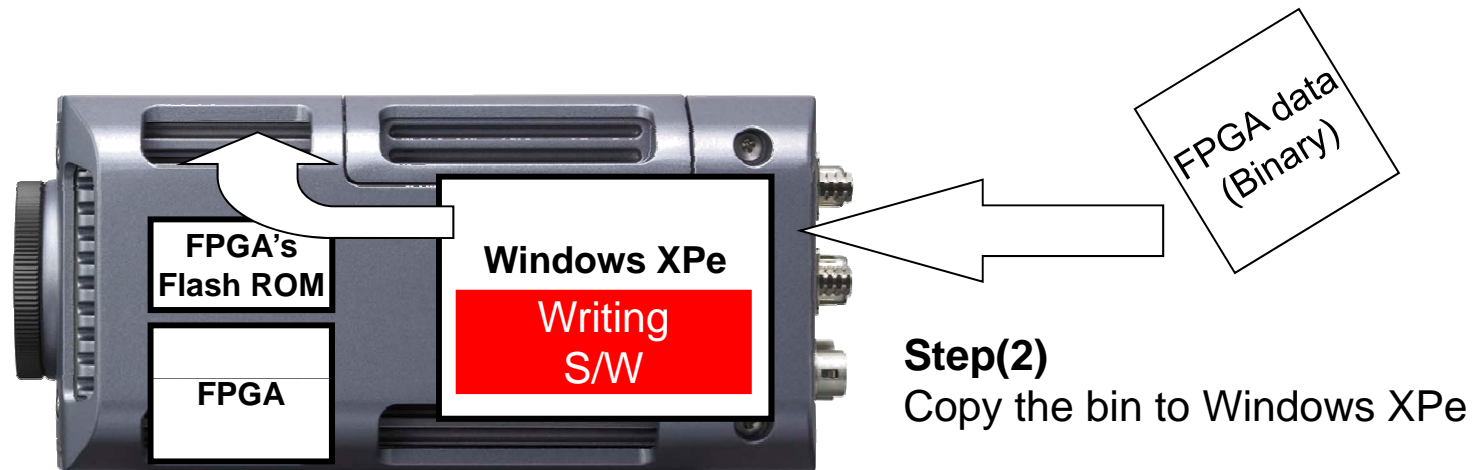 FPGA data
(Binary)
FPGA's
Flash ROM
Windows XPe
Writing
S/W
FPGA
Step(2)
Copy the bin to Windows XPe